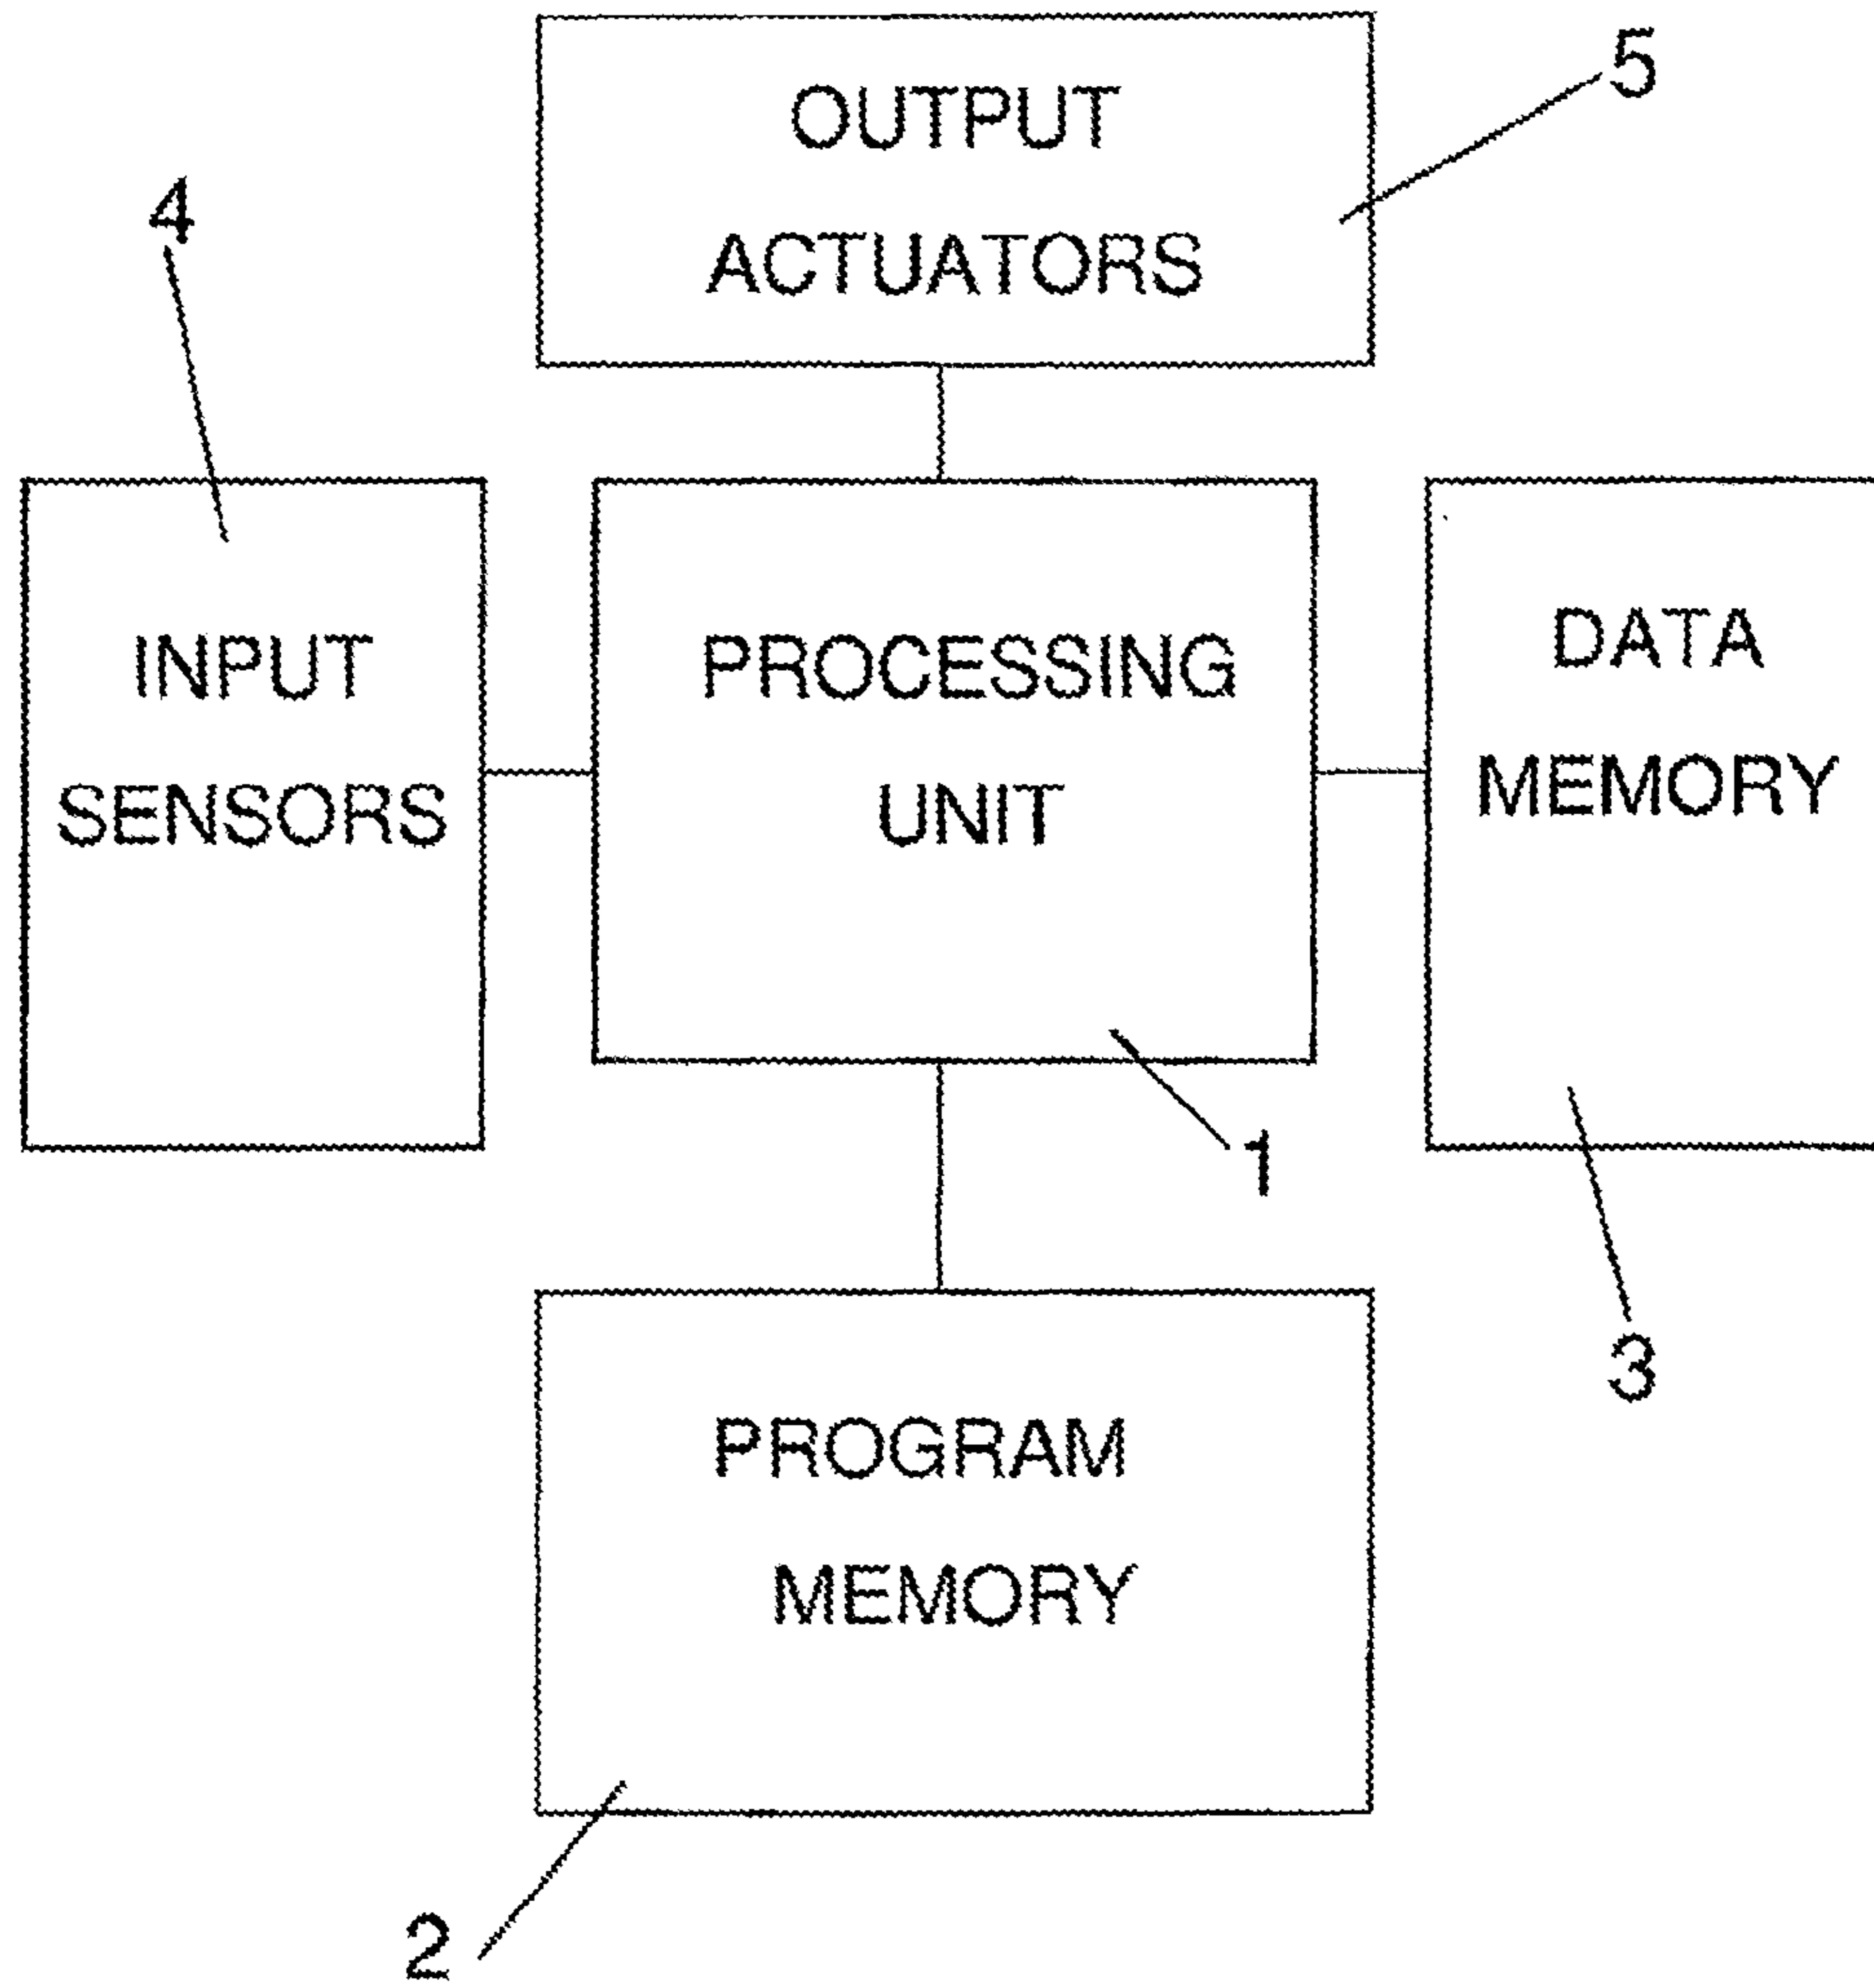 OUTPUT
ACTUATORS
5
4
INPUT
SENSORS
PROCESSING
UNIT
DATA
MEMORY
1
3
PROGRAM
MEMORY
2